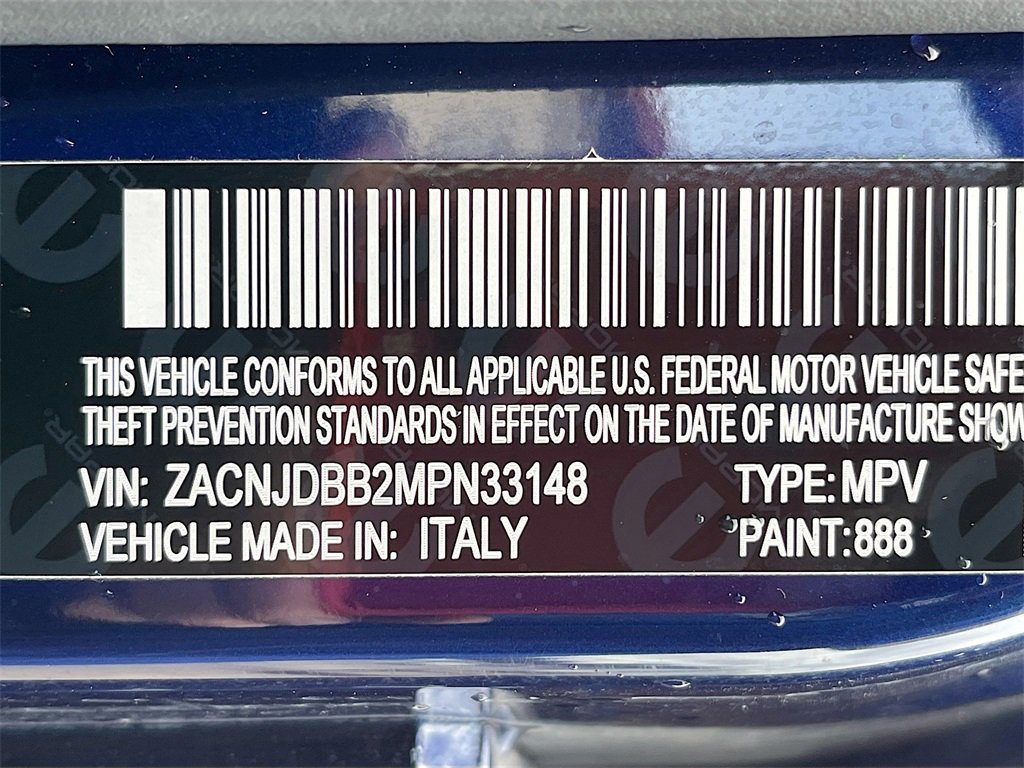 THIS VEHICLE CONFORMS TO ALL APPLICABLE U.S. FEDERAL MOTOR VEHICLE SAFE
THEFT PREVENTION STANDARDS IN EFFECT ON THE DATE OF MANUFACTURE SHOW
VIN: ZACNJDBB2MPN33148 TYPE: MPV
VEHICLE MADE IN: ITALY PAINT: 888